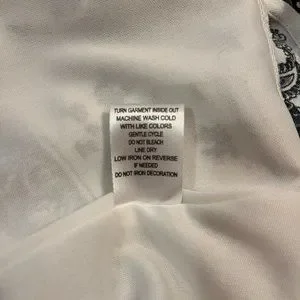 TURN GARMENT INSIDE OUT
MACHINE WASH COLD
WITH LIKE COLORS
GENTLE CYCLE
DO NOT BLEACH
LINE DRY
LOW IRON ON REVERSE
IF NEEDED
DO NOT IRON DECORATION